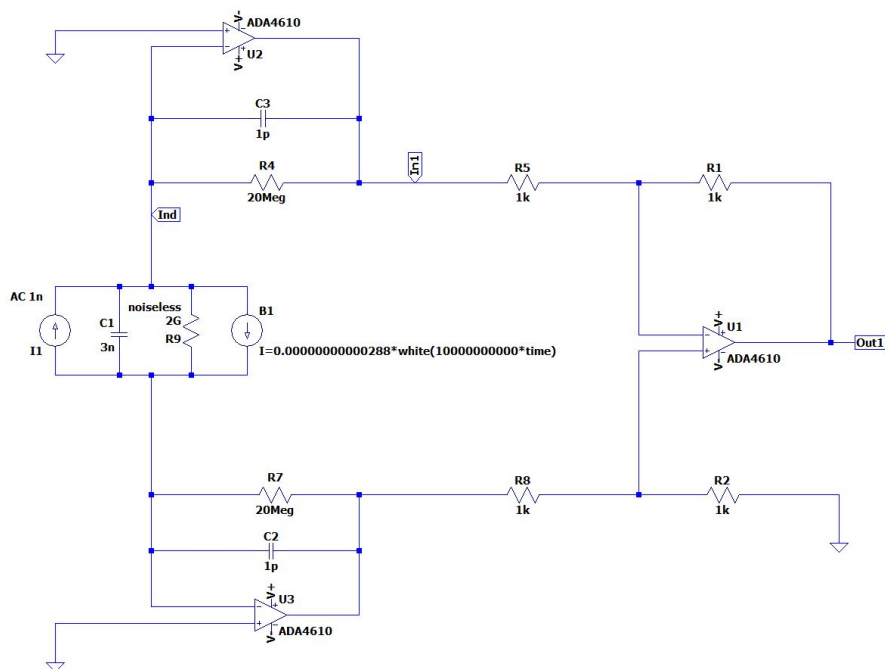 V-
ADA4610
U2
V+
C3
1p
R4
20Meg
In1
R5
1k
R1
1k
Ind
AC 1n
I1
C1
3n
noiseless
2G
R9
B1
I=0.00000000000288*white(10000000000*time)
V+
U1
V-
ADA4610
Out1
R7
20Meg
R8
1k
R2
1k
C2
1p
V+
U3
V-
ADA4610